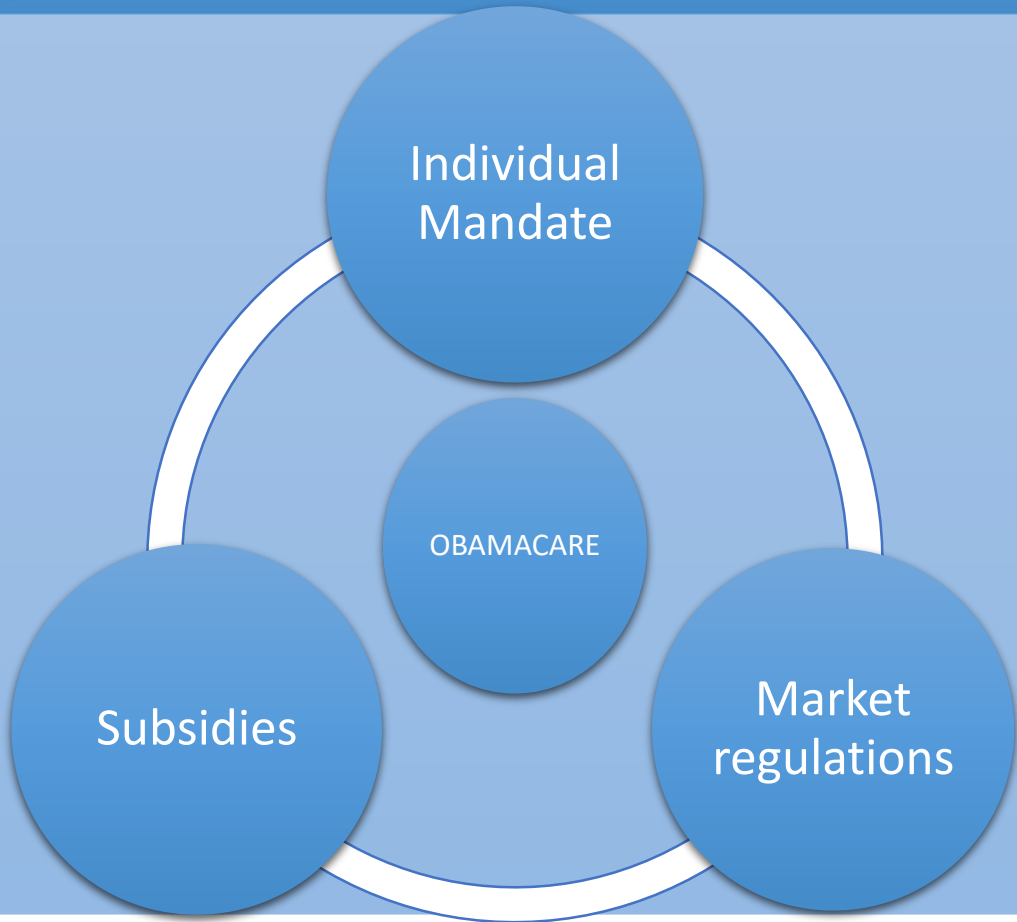 Individual
Mandate
OBAMACARE
Subsidies
Market
regulations